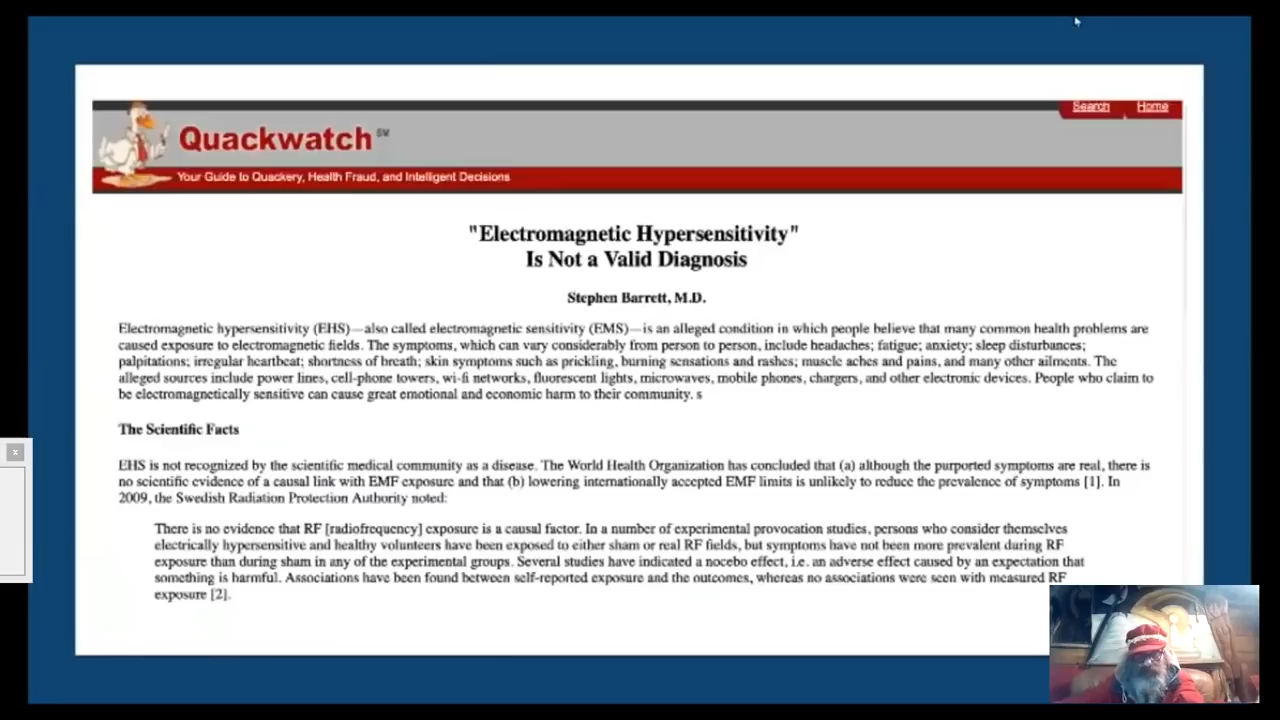 Search Home
Quackwatch SM
Your Guide to Quackery, Health Fraud, and Intelligent Decisions
"Electromagnetic Hypersensitivity"
Is Not a Valid Diagnosis
Stephen Barrett, M.D.
Electromagnetic hypersensitivity (EHS)—also called electromagnetic sensitivity (EMS)—is an alleged condition in which people believe that many common health problems are
caused exposure to electromagnetic fields. The symptoms, which can vary considerably from person to person, include headaches; fatigue; anxiety; sleep disturbances;
palpitations; irregular heartbeat; shortness of breath; skin symptoms such as prickling, burning sensations and rashes; muscle aches and pains, and many other ailments. The
alleged sources include power lines, cell-phone towers, wi-fi networks, fluorescent lights, microwaves, mobile phones, chargers, and other electronic devices. People who claim to
be electromagnetically sensitive can cause great emotional and economic harm to their community. s
The Scientific Facts
EHS is not recognized by the scientific medical community as a disease. The World Health Organization has concluded that (a) although the purported symptoms are real, there is
no scientific evidence of a causal link with EMF exposure and that (b) lowering internationally accepted EMF limits is unlikely to reduce the prevalence of symptoms [1]. In
2009, the Swedish Radiation Protection Authority noted:
There is no evidence that RF [radiofrequency] exposure is a causal factor. In a number of experimental provocation studies, persons who consider themselves
electrically hypersensitive and healthy volunteers have been exposed to either sham or real RF fields, but symptoms have not been more prevalent during RF
exposure than during sham in any of the experimental groups. Several studies have indicated a nocebo effect, i.e. an adverse effect caused by an expectation that
something is harmful. Associations have been found between self-reported exposure and the outcomes, whereas no associations were seen with measured RF
exposure [2].
x